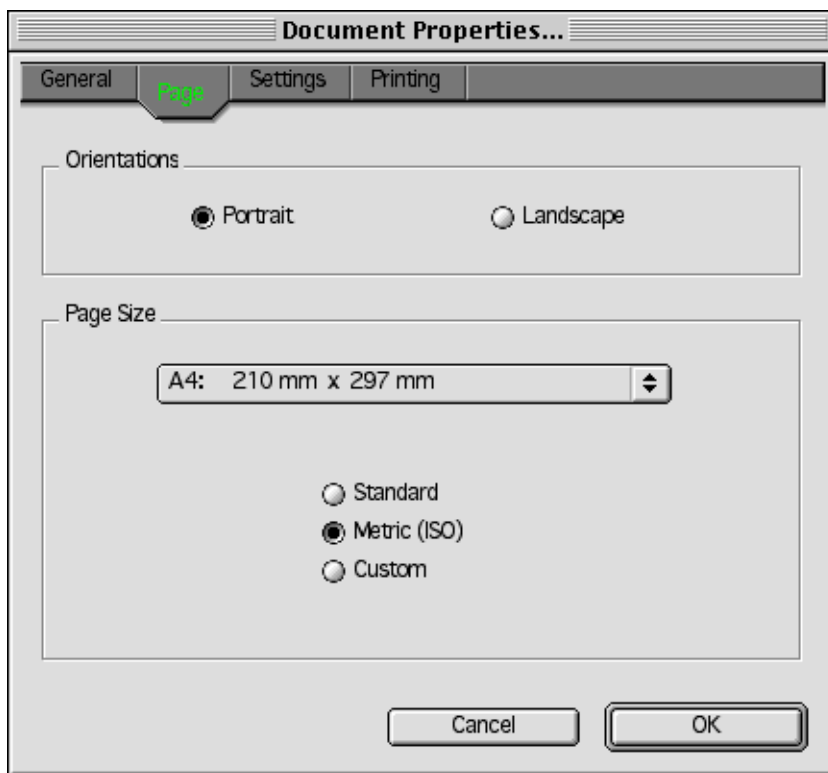 Document Properties...
General Page Settings Printing
Orientations
Portrait Landscape
Page Size
A4: 210 mm x 297 mm
Standard
Metric (ISO)
Custom
Cancel OK